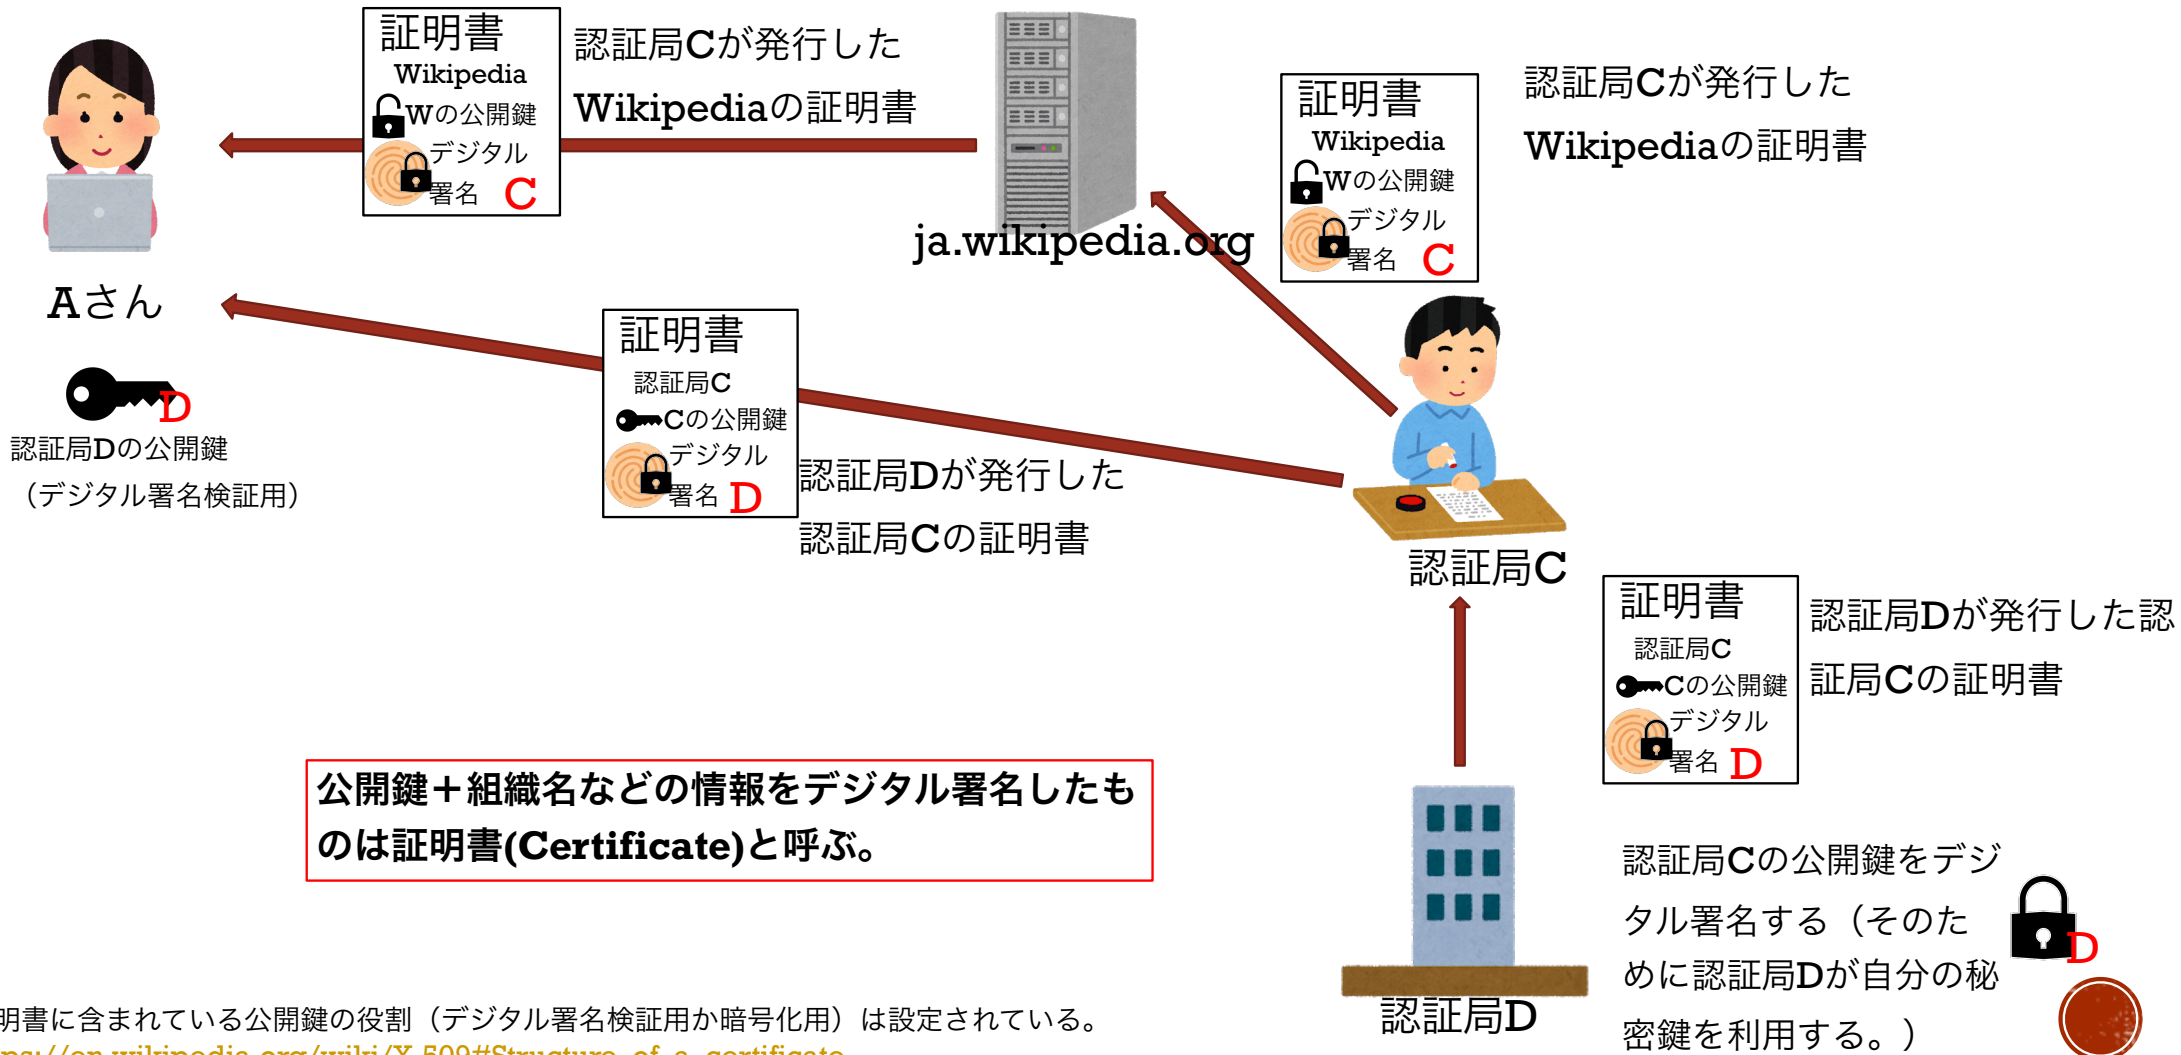 証明書
Wikipedia
Wの公開鍵
デジタル
署名 C
認証局Cが発行した
Wikipediaの証明書
ja.wikipedia.org
証明書
Wikipedia
Wの公開鍵
デジタル
署名 C
認証局Cが発行した
Wikipediaの証明書
Aさん
D
認証局Dの公開鍵
（デジタル署名検証用）
証明書
認証局C
Cの公開鍵
デジタル
署名 D
認証局Dが発行した
認証局Cの証明書
認証局C
証明書
認証局C
Cの公開鍵
デジタル
署名 D
認証局Dが発行した認
証局Cの証明書
公開鍵＋組織名などの情報をデジタル署名したも
のは証明書(Certificate)と呼ぶ。
認証局D
認証局Cの公開鍵をデジ
タル署名する（そのた
めに認証局Dが自分の秘
密鍵を利用する。）
D
明書に含まれている公開鍵の役割（デジタル署名検証用か暗号化用）は設定されている。
ps://en.wikipedia.org/wiki/X.509#Structure_of_a_certificate